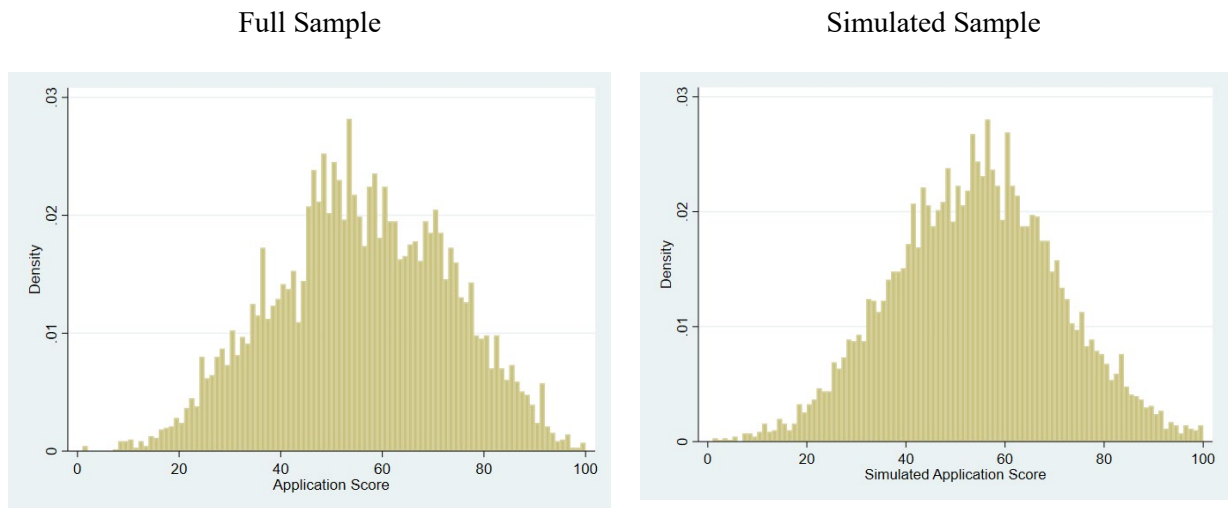 Full Sample
Simulated Sample
.03
.02
.01
0
Density
0 20 40 60 80 100
Application Score
.03
.02
.01
0
Density
0 20 40 60 80 100
Simulated Application Score